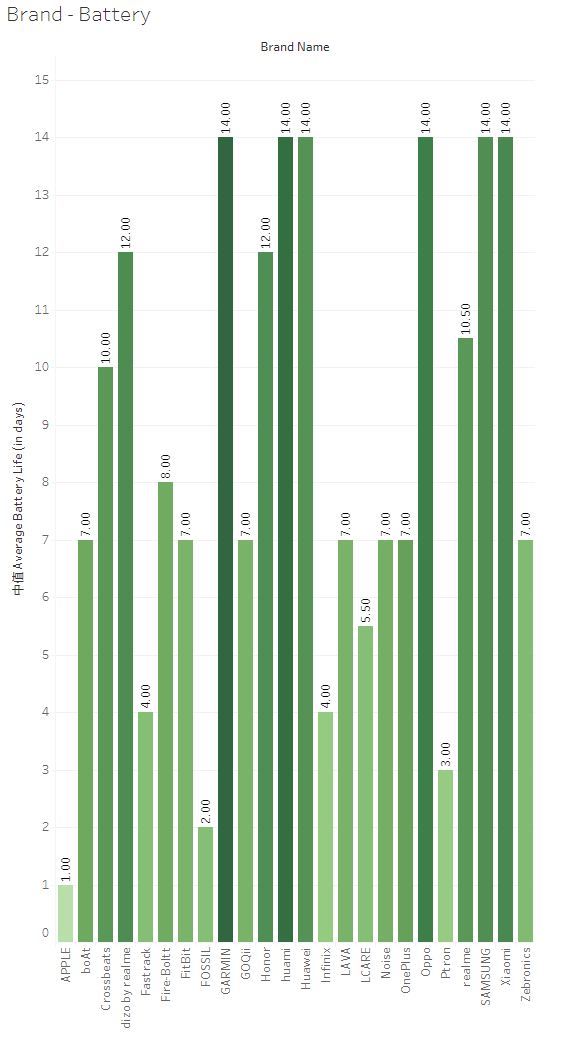 Brand - Battery
Brand Name
15
14
13
12
11
10
9
8
7
6
5
4
3
2
1
0
中值 Average Battery Life (in days)
1.00
7.00
10.00
12.00
4.00
8.00
7.00
2.00
14.00
7.00
12.00
14.00
14.00
4.00
7.00
5.50
7.00
7.00
14.00
3.00
10.50
14.00
14.00
7.00
APPLE
boAt
Crossbeats
dizo by realme
Fastrack
Fire-Boltt
FitBit
FOSSIL
GARMIN
GOQii
Honor
huami
Huawei
Infinix
LAVA
LCARE
Noise
OnePlus
Oppo
Ptron
realme
SAMSUNG
Xiaomi
Zebronics